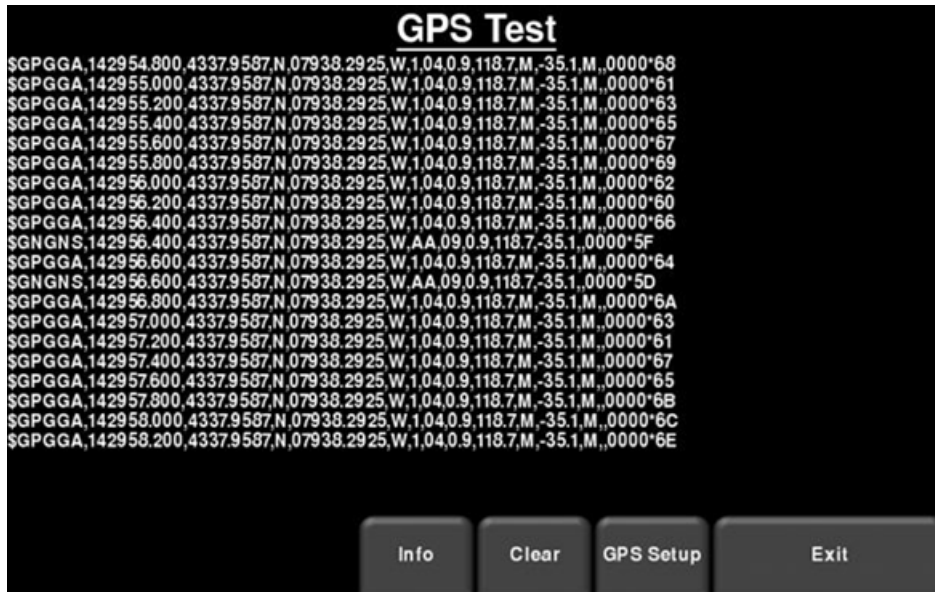 GPS Test
$GPGGA,142954.800,4337.9587,N,07938.2925,W,1,04,0.9,118.7,M,-35.1,M,,0000*68
$GPGGA,142955.000,4337.9587,N,07938.2925,W,1,04,0.9,118.7,M,-35.1,M,,0000*61
$GPGGA,142955.200,4337.9587,N,07938.2925,W,1,04,0.9,118.7,M,-35.1,M,,0000*63
$GPGGA,142955.400,4337.9587,N,07938.2925,W,1,04,0.9,118.7,M,-35.1,M,,0000*65
$GPGGA,142955.600,4337.9587,N,07938.2925,W,1,04,0.9,118.7,M,-35.1,M,,0000*67
$GPGGA,142955.800,4337.9587,N,07938.2925,W,1,04,0.9,118.7,M,-35.1,M,,0000*69
$GPGGA,142956.000,4337.9587,N,07938.2925,W,1,04,0.9,118.7,M,-35.1,M,,0000*62
$GPGGA,142956.200,4337.9587,N,07938.2925,W,1,04,0.9,118.7,M,-35.1,M,,0000*60
$GPGGA,142956.400,4337.9587,N,07938.2925,W,1,04,0.9,118.7,M,-35.1,M,,0000*66
$GNGNS,142956.400,4337.9587,N,07938.2925,W,AA,09,0.9,118.7,-35.1,,0000*5F
$GPGGA,142956.600,4337.9587,N,07938.2925,W,1,04,0.9,118.7,M,-35.1,M,,0000*64
$GNGNS,142956.600,4337.9587,N,07938.2925,W,AA,09,0.9,118.7,-35.1,,0000*5D
$GPGGA,142956.800,4337.9587,N,07938.2925,W,1,04,0.9,118.7,M,-35.1,M,,0000*6A
$GPGGA,142957.000,4337.9587,N,07938.2925,W,1,04,0.9,118.7,M,-35.1,M,,0000*63
$GPGGA,142957.200,4337.9587,N,07938.2925,W,1,04,0.9,118.7,M,-35.1,M,,0000*61
$GPGGA,142957.400,4337.9587,N,07938.2925,W,1,04,0.9,118.7,M,-35.1,M,,0000*67
$GPGGA,142957.600,4337.9587,N,07938.2925,W,1,04,0.9,118.7,M,-35.1,M,,0000*65
$GPGGA,142957.800,4337.9587,N,07938.2925,W,1,04,0.9,118.7,M,-35.1,M,,0000*6B
$GPGGA,142958.000,4337.9587,N,07938.2925,W,1,04,0.9,118.7,M,-35.1,M,,0000*6C
$GPGGA,142958.200,4337.9587,N,07938.2925,W,1,04,0.9,118.7,M,-35.1,M,,0000*6E
Info Clear GPS Setup Exit